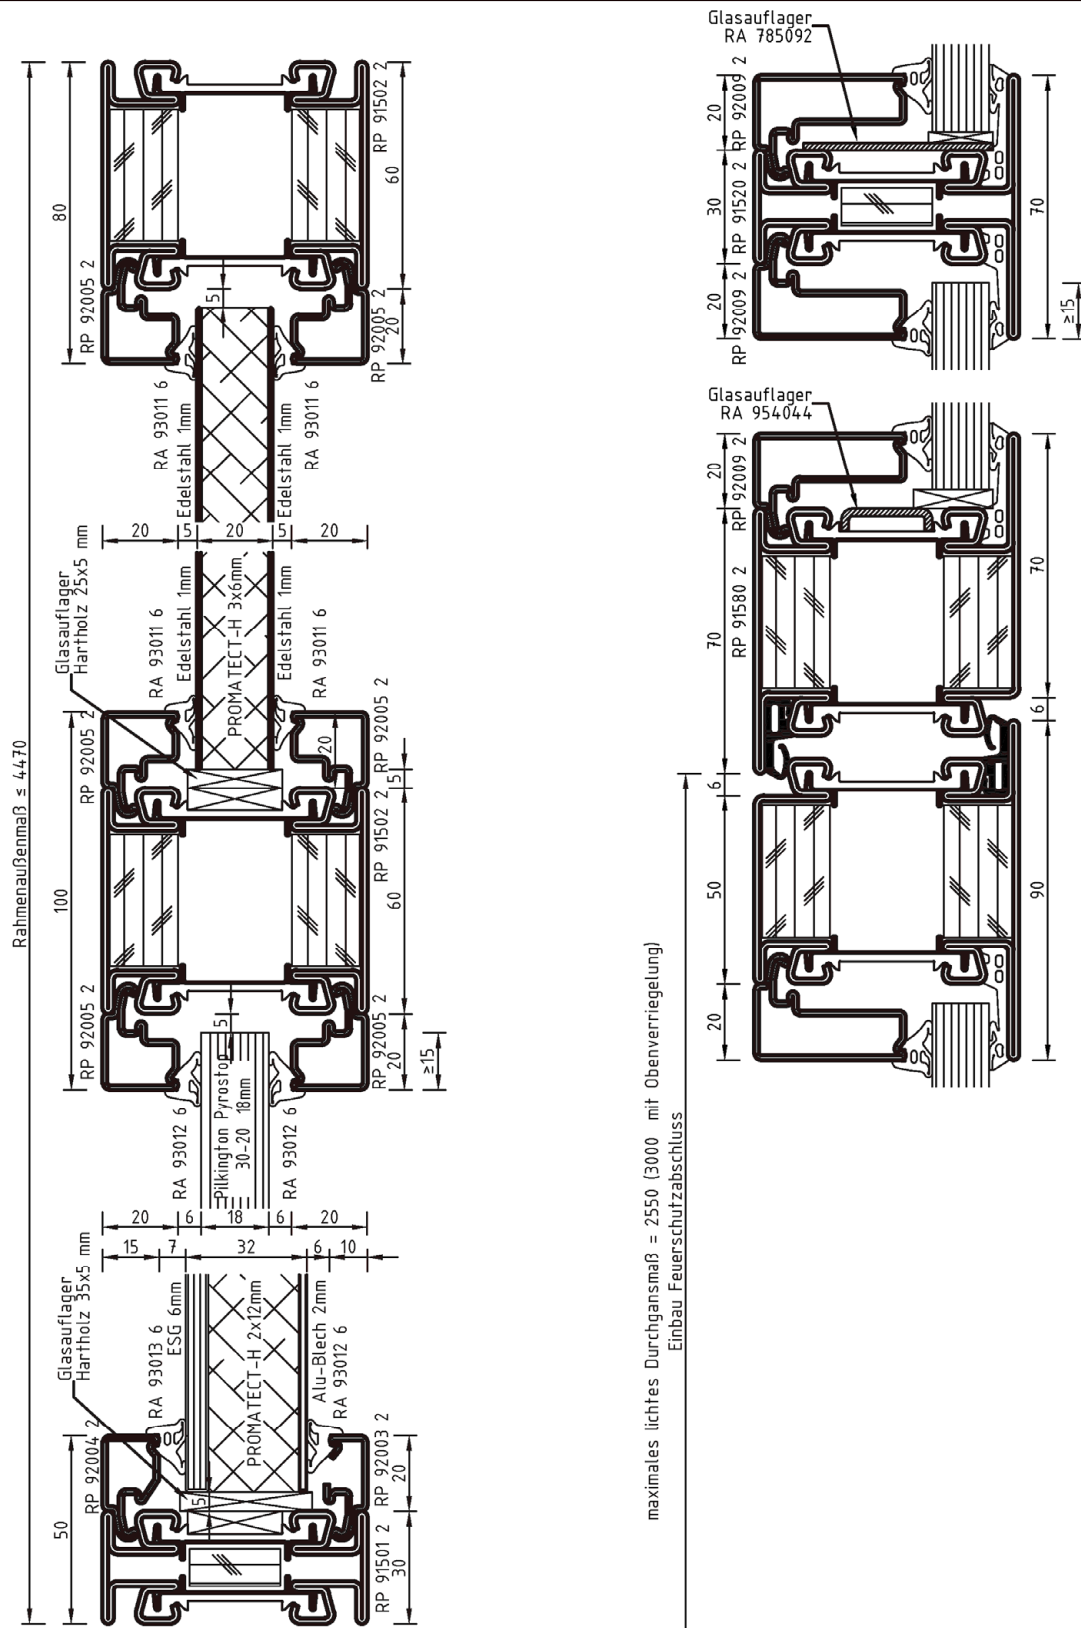 Rahmenaußenmaß ≤ 4470
80
RP 91502 2
60
RP 92005 2
5
RP 92005 2
20
RA 93011 6
Edelstahl 1mm
Edelstahl 1mm
RA 93011 6
20
5
20
5
20
Glasauflager
Hartholz 25x5 mm
RA 93011 6
Edelstahl 1mm
PROMATECT-H 3x6mm
Edelstahl 1mm
RA 93011 6
RP 92005 2
20
RP 92005 2
5
100
RP 91502 2
60
RP 92005 2
5
RP 92005 2
20
≥15
RA 93012 6
Pilkington Pyrostop
30-20 18mm
RA 93012 6
20
6
18
6
20
15
7
32
6
10
Glasauflager
Hartholz 35x5 mm
RA 93013 6
ESG 6mm
PROMATECT-H 2x12mm
Alu-Blech 2mm
RA 93012 6
RP 92004 2
5
RP 92003 2
20
50
RP 91501 2
30
Glasauflager
RA 785092
20
RP 92009 2
30
RP 91520 2
70
20
RP 92009 2
≥15
Glasauflager
RA 954044
20
RP 92009 2
70
RP 91580 2
70
6
6
50
90
20
maximales lichtes Durchgansmaß = 2550 (3000 mit Obenverriegelung)
Einbau Feuerschutzabschluss